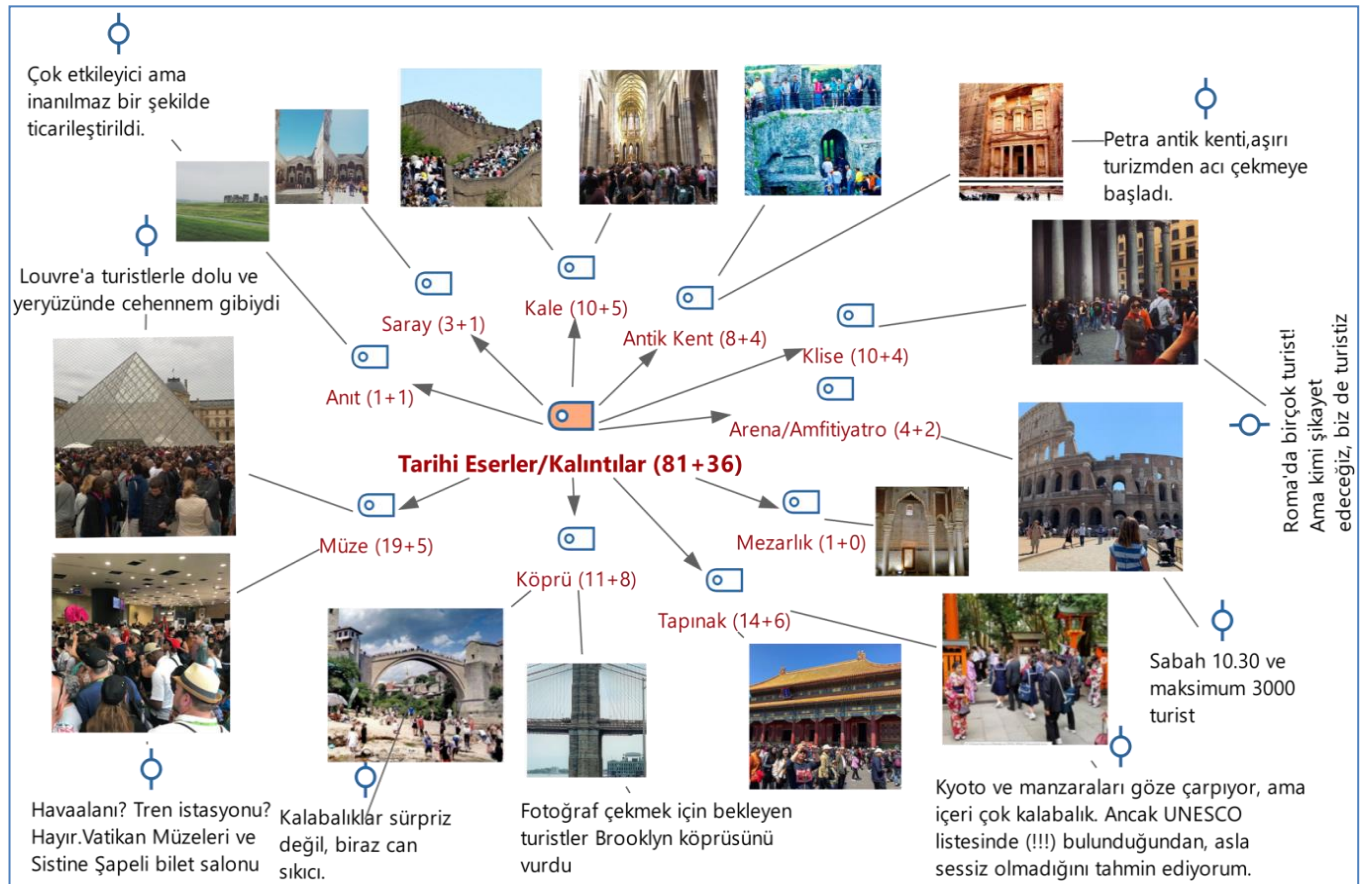 Çok etkileyici ama
inanılmaz bir şekilde
ticarileştirildi.
Petra antik kenti,aşırı
turizmden acı çekmeye
başladı.
Louvre'a turistlerle dolu ve
yeryüzünde cehennem gibiydi
Saray (3+1)
Kale (10+5)
Antik Kent (8+4)
Klise (10+4)
Anıt (1+1)
Arena/Amfitiyatro (4+2)
Roma'da birçok turist!
Ama kimi şikayet
edeceğiz, biz de turistiz
Tarihi Eserler/Kalıntılar (81+36)
Müze (19+5)
Köprü (11+8)
Mezarlık (1+0)
Tapınak (14+6)
Sabah 10.30 ve
maksimum 3000
turist
Havaalanı? Tren istasyonu?
Hayır.Vatikan Müzeleri ve
Sistine Şapeli bilet salonu
Kalabalıklar sürpriz
değil, biraz can
sıkıcı.
Fotoğraf çekmek için bekleyen
turistler Brooklyn köprüsünü
vurdu
Kyoto ve manzaraları göze çarpıyor, ama
içeri çok kalabalık. Ancak UNESCO
listesinde (!!!) bulunduğundan, asla
sessiz olmadığını tahmin ediyorum.